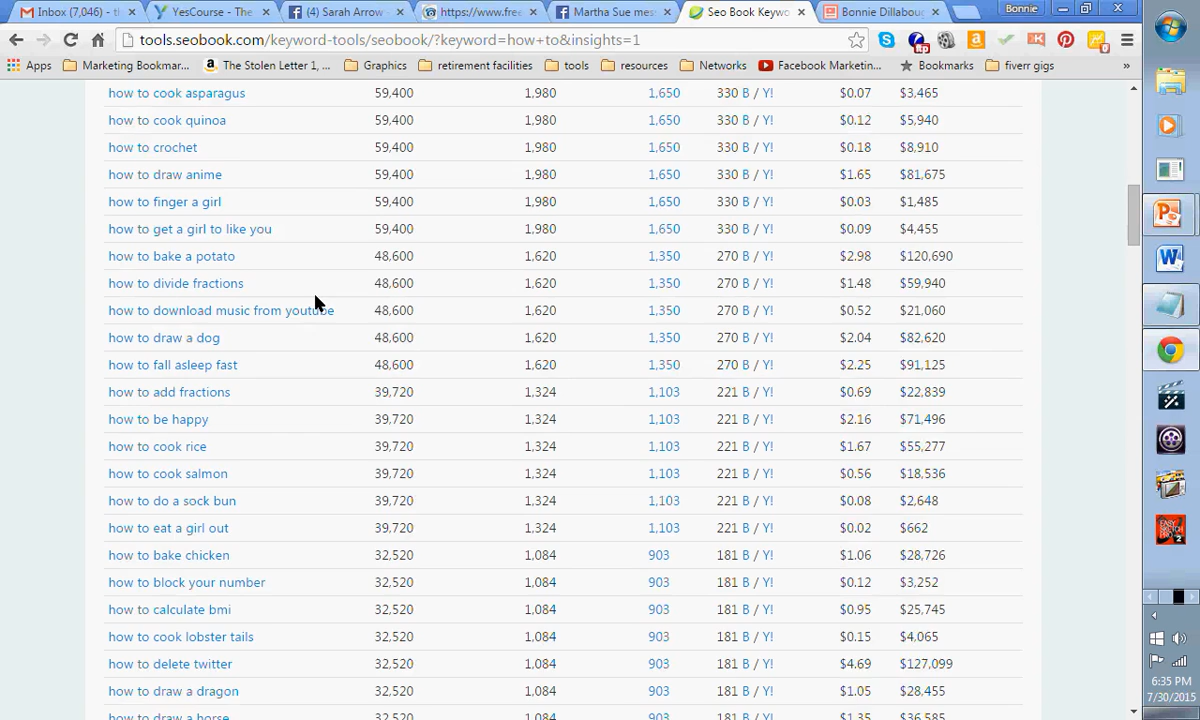 Inbox (7,046) - th
YesCourse - The
(4) Sarah Arrow
https://www.free
Martha Sue mes
Seo Book Keywo
Bonnie Dillaboug
Bonnie
tools.seobook.com/keyword-tools/seobook/?keyword=how+to&insights=1
Apps Marketing Bookmar... The Stolen Letter 1, ... Graphics retirement facilities tools resources Networks Facebook Marketin... Bookmarks fiverr gigs »
how to cook asparagus 59,400 1,980 1,650 330 B / Y! $0.07 $3,465
how to cook quinoa 59,400 1,980 1,650 330 B / Y! $0.12 $5,940
how to crochet 59,400 1,980 1,650 330 B / Y! $0.18 $8,910
how to draw anime 59,400 1,980 1,650 330 B / Y! $1.65 $81,675
how to finger a girl 59,400 1,980 1,650 330 B / Y! $0.03 $1,485
how to get a girl to like you 59,400 1,980 1,650 330 B / Y! $0.09 $4,455
how to bake a potato 48,600 1,620 1,350 270 B / Y! $2.98 $120,690
how to divide fractions 48,600 1,620 1,350 270 B / Y! $1.48 $59,940
how to download music from youtube 48,600 1,620 1,350 270 B / Y! $0.52 $21,060
how to draw a dog 48,600 1,620 1,350 270 B / Y! $2.04 $82,620
how to fall asleep fast 48,600 1,620 1,350 270 B / Y! $2.25 $91,125
how to add fractions 39,720 1,324 1,103 221 B / Y! $0.69 $22,839
how to be happy 39,720 1,324 1,103 221 B / Y! $2.16 $71,496
how to cook rice 39,720 1,324 1,103 221 B / Y! $1.67 $55,277
how to cook salmon 39,720 1,324 1,103 221 B / Y! $0.56 $18,536
how to do a sock bun 39,720 1,324 1,103 221 B / Y! $0.08 $2,648
how to eat a girl out 39,720 1,324 1,103 221 B / Y! $0.02 $662
how to bake chicken 32,520 1,084 903 181 B / Y! $1.06 $28,726
how to block your number 32,520 1,084 903 181 B / Y! $0.12 $3,252
how to calculate bmi 32,520 1,084 903 181 B / Y! $0.95 $25,745
how to cook lobster tails 32,520 1,084 903 181 B / Y! $0.15 $4,065
how to delete twitter 32,520 1,084 903 181 B / Y! $4.69 $127,099
how to draw a dragon 32,520 1,084 903 181 B / Y! $1.05 $28,455
how to draw a horse 32,520 1,084 903 181 B / Y! $1.35 $36,585
6:35 PM
7/30/2015